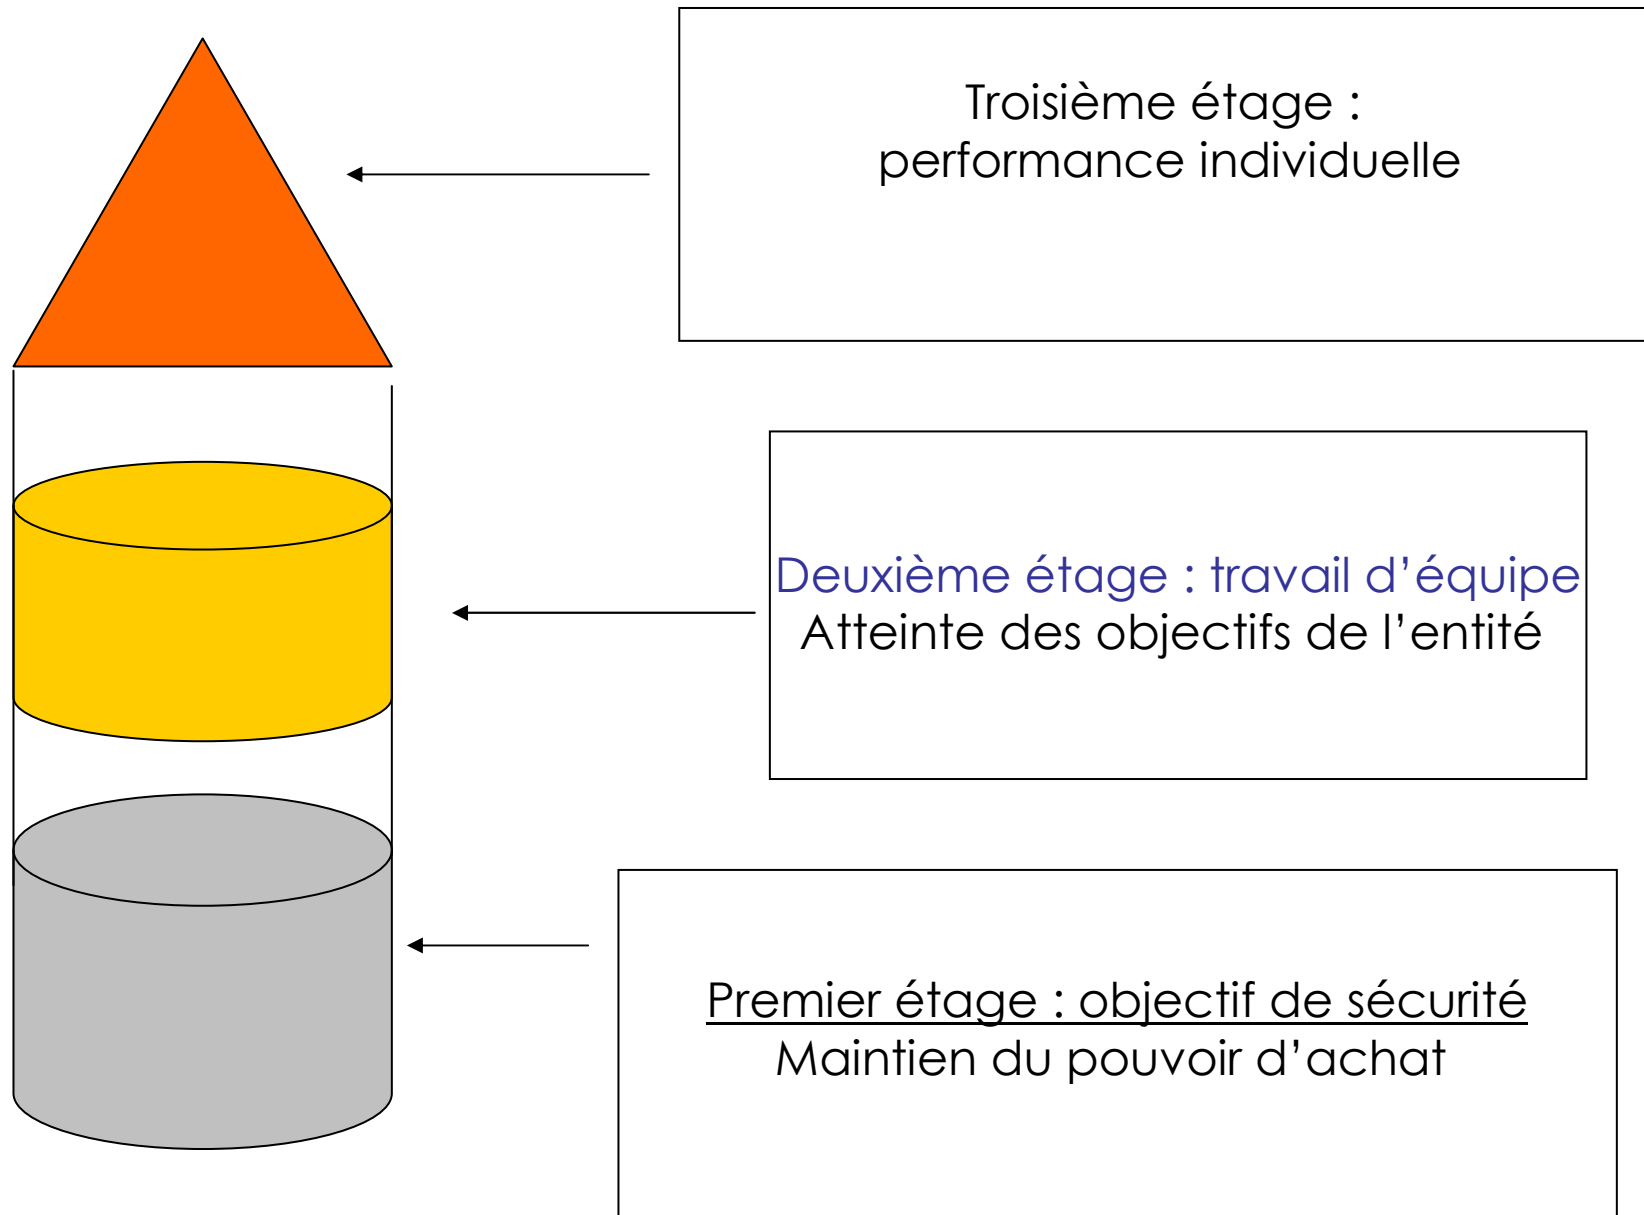 Troisième étage :
performance individuelle
Deuxième étage : travail d’équipe
Atteinte des objectifs de l’entité
Premier étage : objectif de sécurité
Maintien du pouvoir d’achat